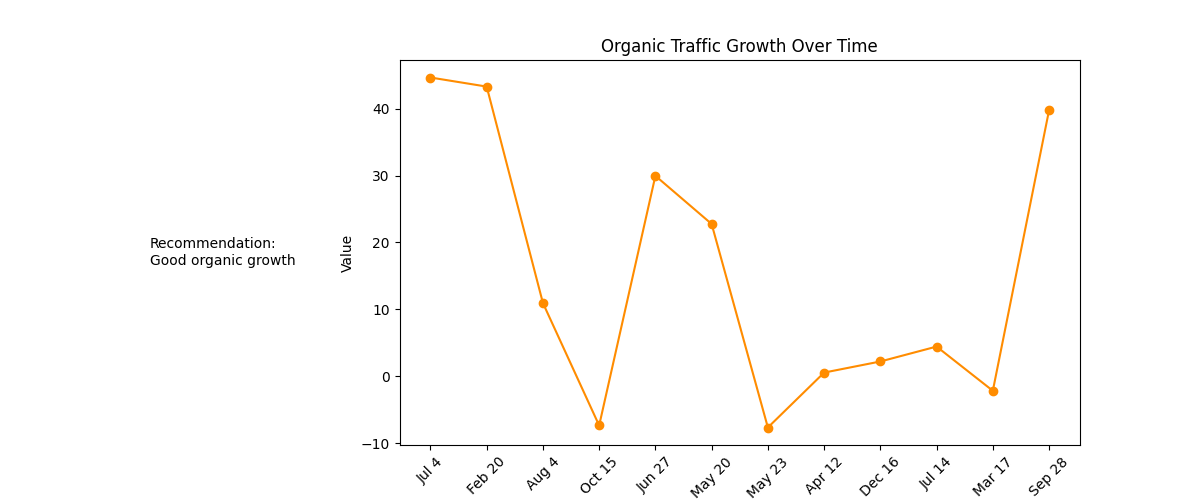 Organic Traffic Growth Over Time
Recommendation:
Good organic growth
Value
40
30
20
10
0
−10
Jul 4
Feb 20
Aug 4
Oct 15
Jun 27
May 20
May 23
Apr 12
Dec 16
Jul 14
Mar 17
Sep 28